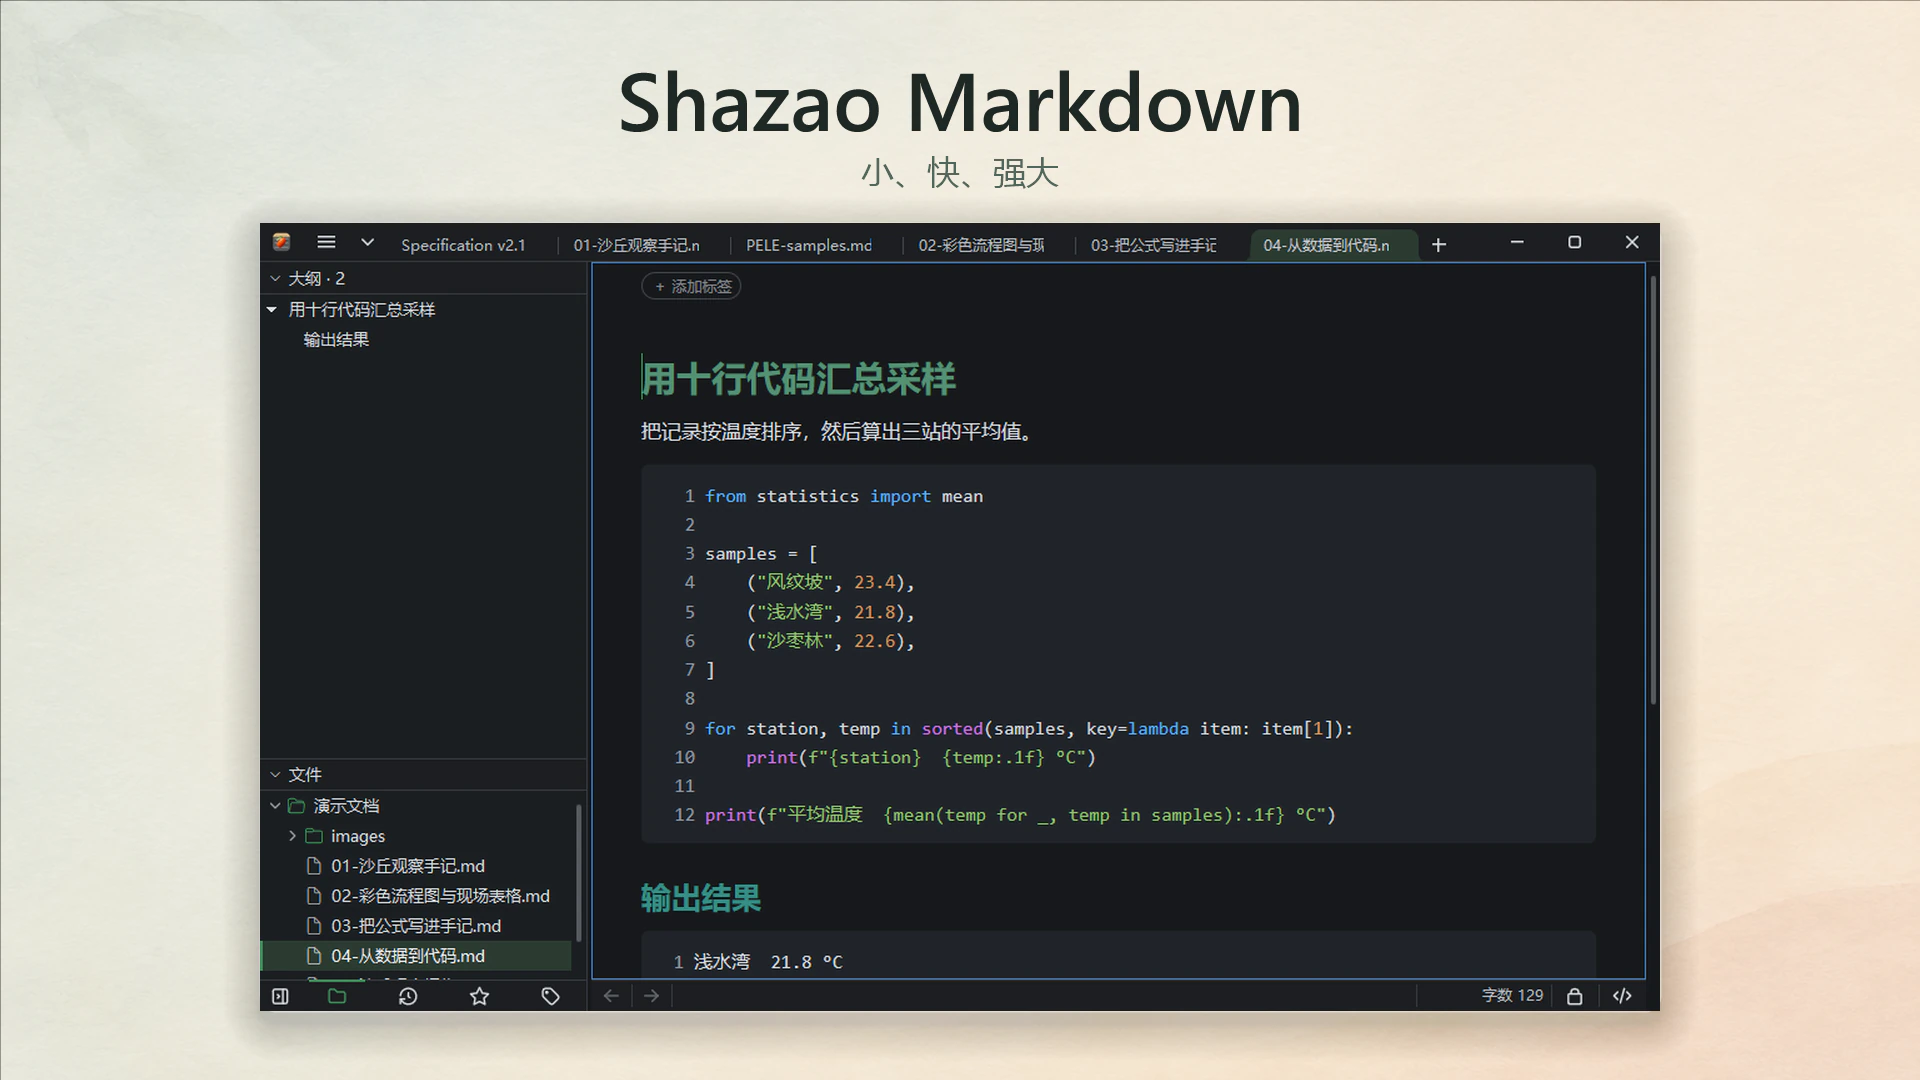 Shazao Markdown
小、快、强大
Specification v2.1
01-沙丘观察手记.n
PELE-samples.md
02-彩色流程图与现
03-把公式写进手记
04-从数据到代码.n
大纲 · 2
用十行代码汇总采样
输出结果
文件
演示文档
images
01-沙丘观察手记.md
02-彩色流程图与现场表格.md
03-把公式写进手记.md
04-从数据到代码.md
+ 添加标签
用十行代码汇总采样
把记录按温度排序，然后算出三站的平均值。
1 from statistics import mean
2
3 samples = [
4     ("风纹坡", 23.4),
5     ("浅水湾", 21.8),
6     ("沙枣林", 22.6),
7 ]
8
9 for station, temp in sorted(samples, key=lambda item: item[1]):
10     print(f"{station}  {temp:.1f} °C")
11
12 print(f"平均温度  {mean(temp for _, temp in samples):.1f} °C")
输出结果
1 浅水湾  21.8 °C
字数 129